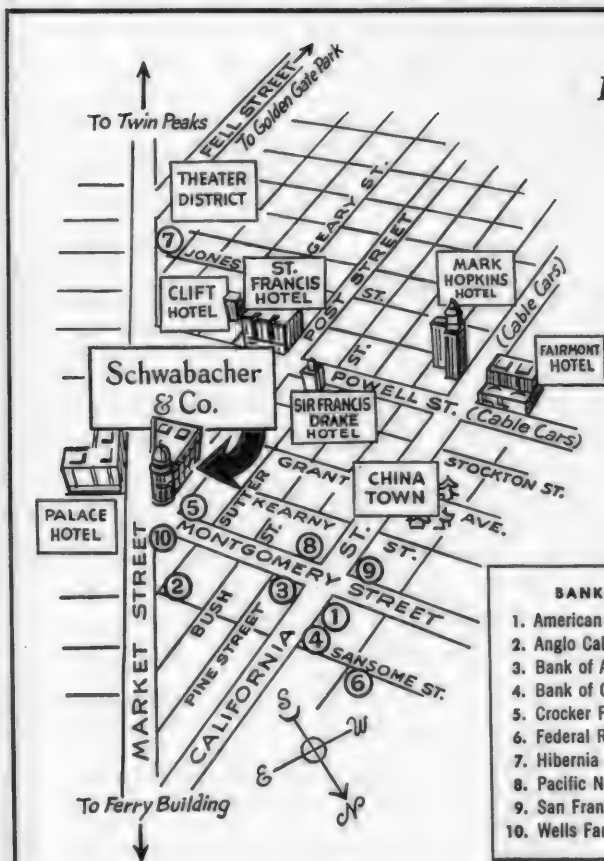 To Twin Peaks
FELL STREET
To Golden Gate Park
THEATER
DISTRICT
GEARY ST.
POST STREET
⑦
JONES ST.
ST.
FRANCIS
HOTEL
CLIFT
HOTEL
MARK
HOPKINS
HOTEL
(Cable Cars)
FAIRMONT
HOTEL
Schwabacher
& Co.
POWELL ST. (Cable Cars)
SIR FRANCIS
DRAKE
HOTEL
PALACE
HOTEL
SUTTER ST.
GRANT AVE.
CHINA
TOWN
STOCKTON ST.
KEARNY ST.
⑤
⑩
⑧
⑨
MONTGOMERY STREET
②
③
①
④
⑥
BUSH
PINE STREET
CALIFORNIA ST.
SANSOME ST.
MARKET STREET
S
W
E
N
To Ferry Building
BANK
1. American
2. Anglo Cal
3. Bank of A
4. Bank of
5. Crocker F
6. Federal R
7. Hibernia
8. Pacific N
9. San Fran
10. Wells Far